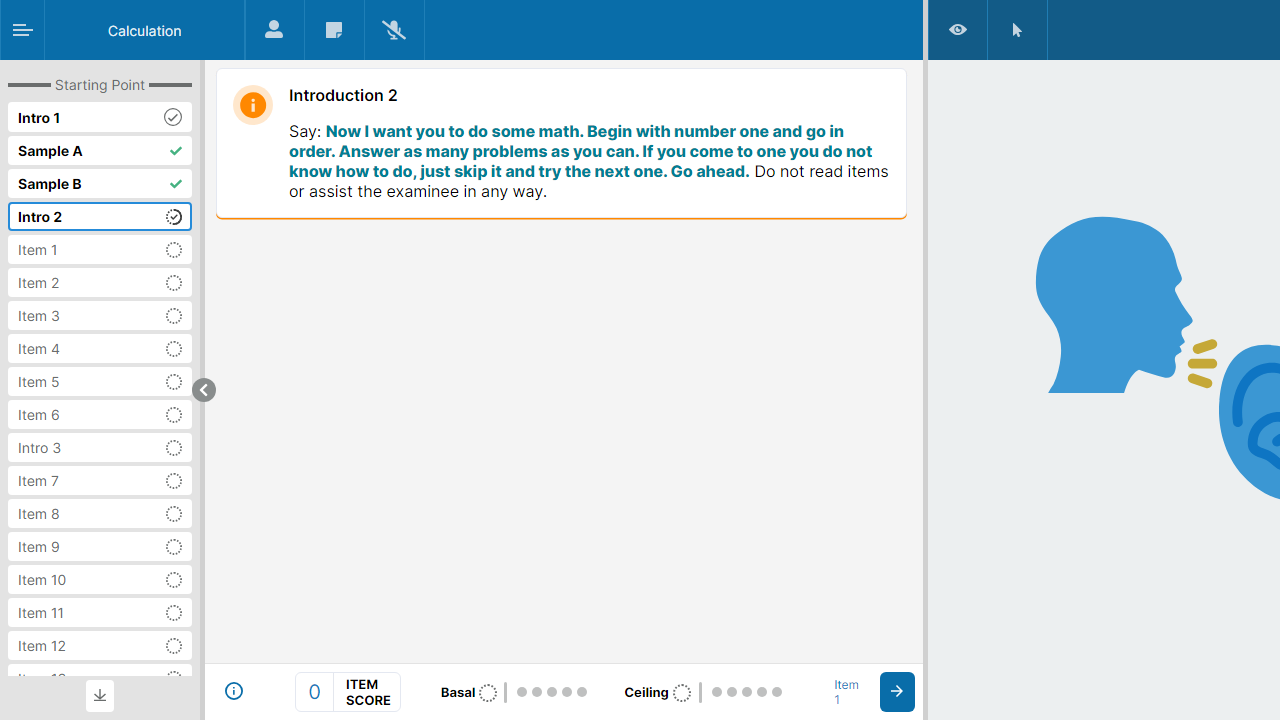 Calculation
Starting Point
Intro 1
Sample A
Sample B
Intro 2
Item 1
Item 2
Item 3
Item 4
Item 5
Item 6
Intro 3
Item 7
Item 8
Item 9
Item 10
Item 11
Item 12
Introduction 2
Say: Now I want you to do some math. Begin with number one and go in
order. Answer as many problems as you can. If you come to one you do not
know how to do, just skip it and try the next one. Go ahead. Do not read items
or assist the examinee in any way.
0
ITEM
SCORE
Basal
Ceiling
Item
1